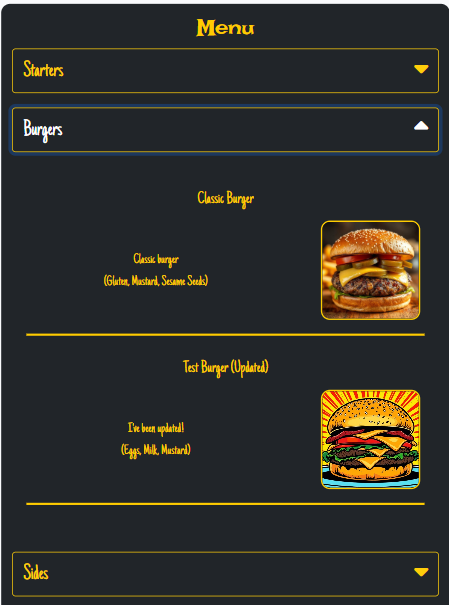 Menu
Starters
Burgers
Classic Burger
Classic burger
(Gluten, Mustard, Sesame Seeds)
Test Burger (Updated)
I've been updated!
(Eggs, Milk, Mustard)
Sides